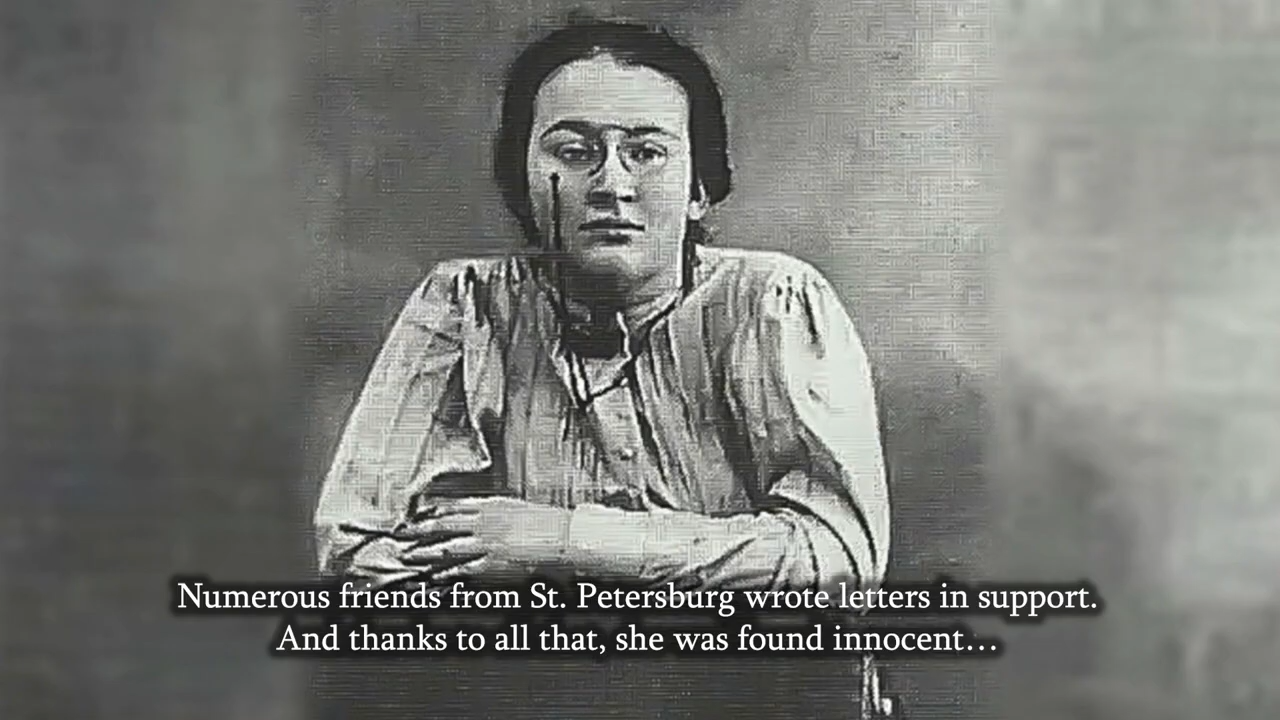 Numerous friends from St. Petersburg wrote letters in support.
And thanks to all that, she was found innocent…